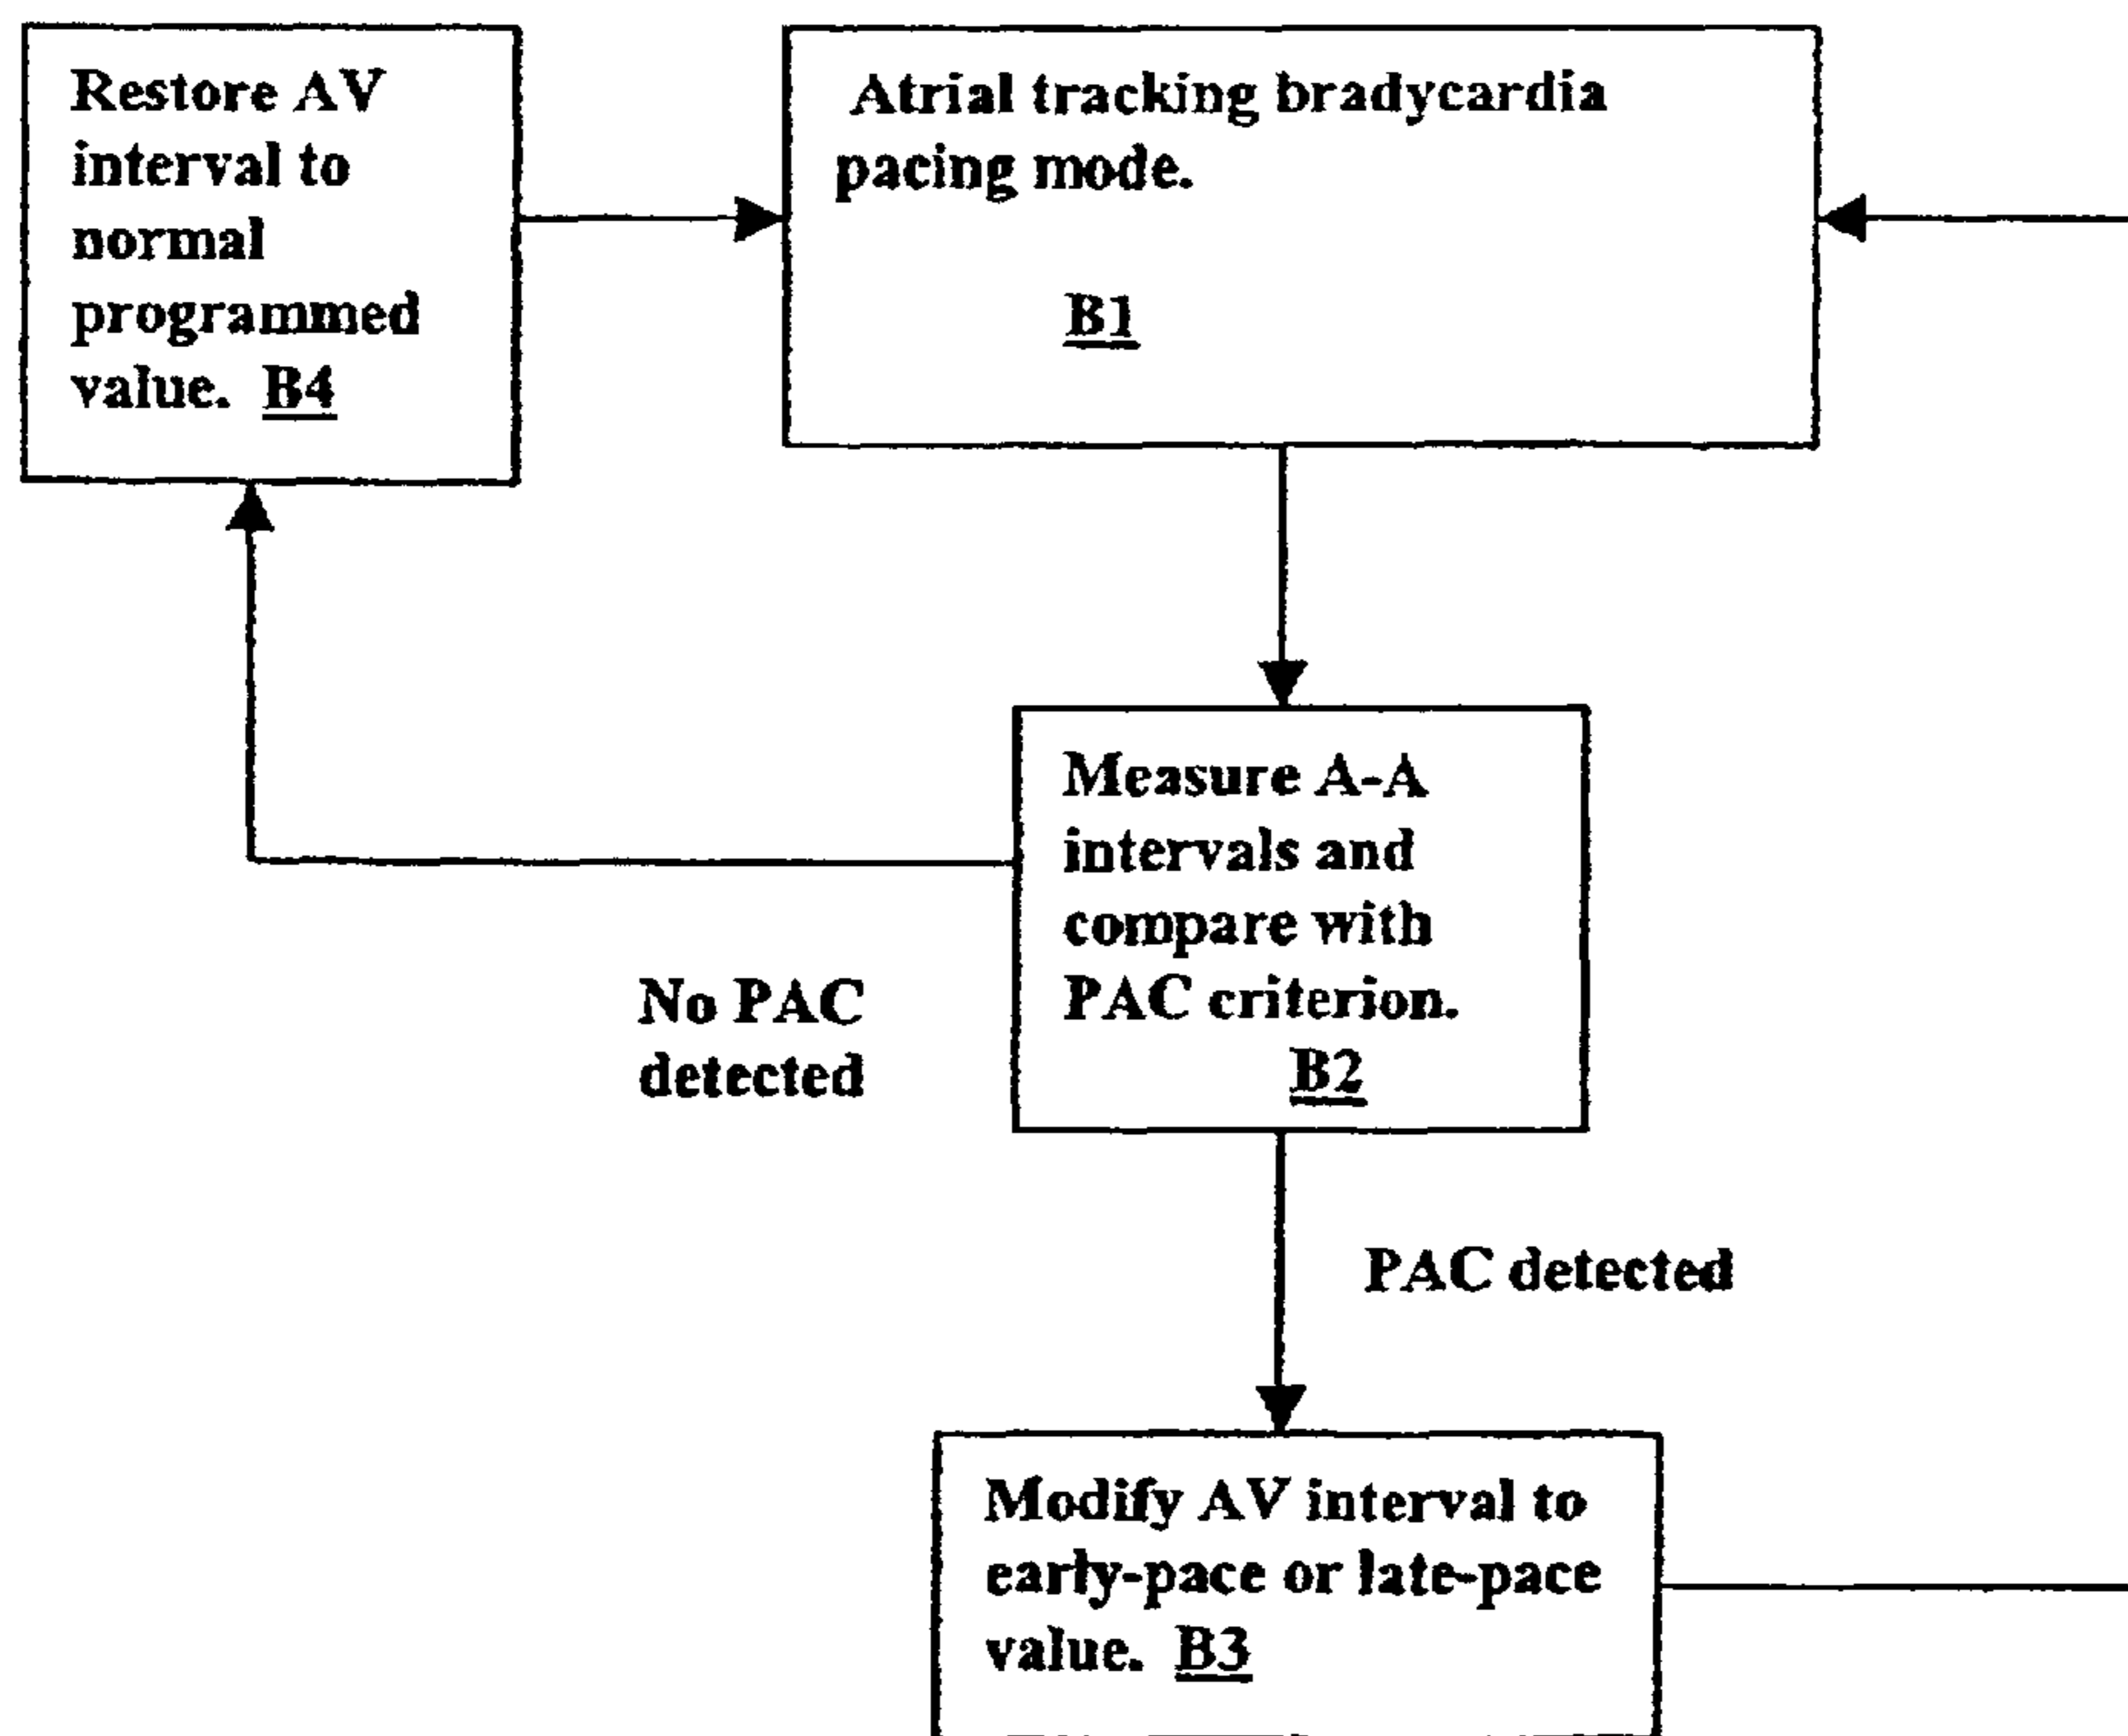 Restore AV
interval to
normal
programmed
value. B4
Atrial tracking bradycardia
pacing mode.
B1
Measure A-A
intervals and
compare with
PAC criterion.
B2
No PAC
detected
PAC detected
Modify AV interval to
early-pace or late-pace
value. B3